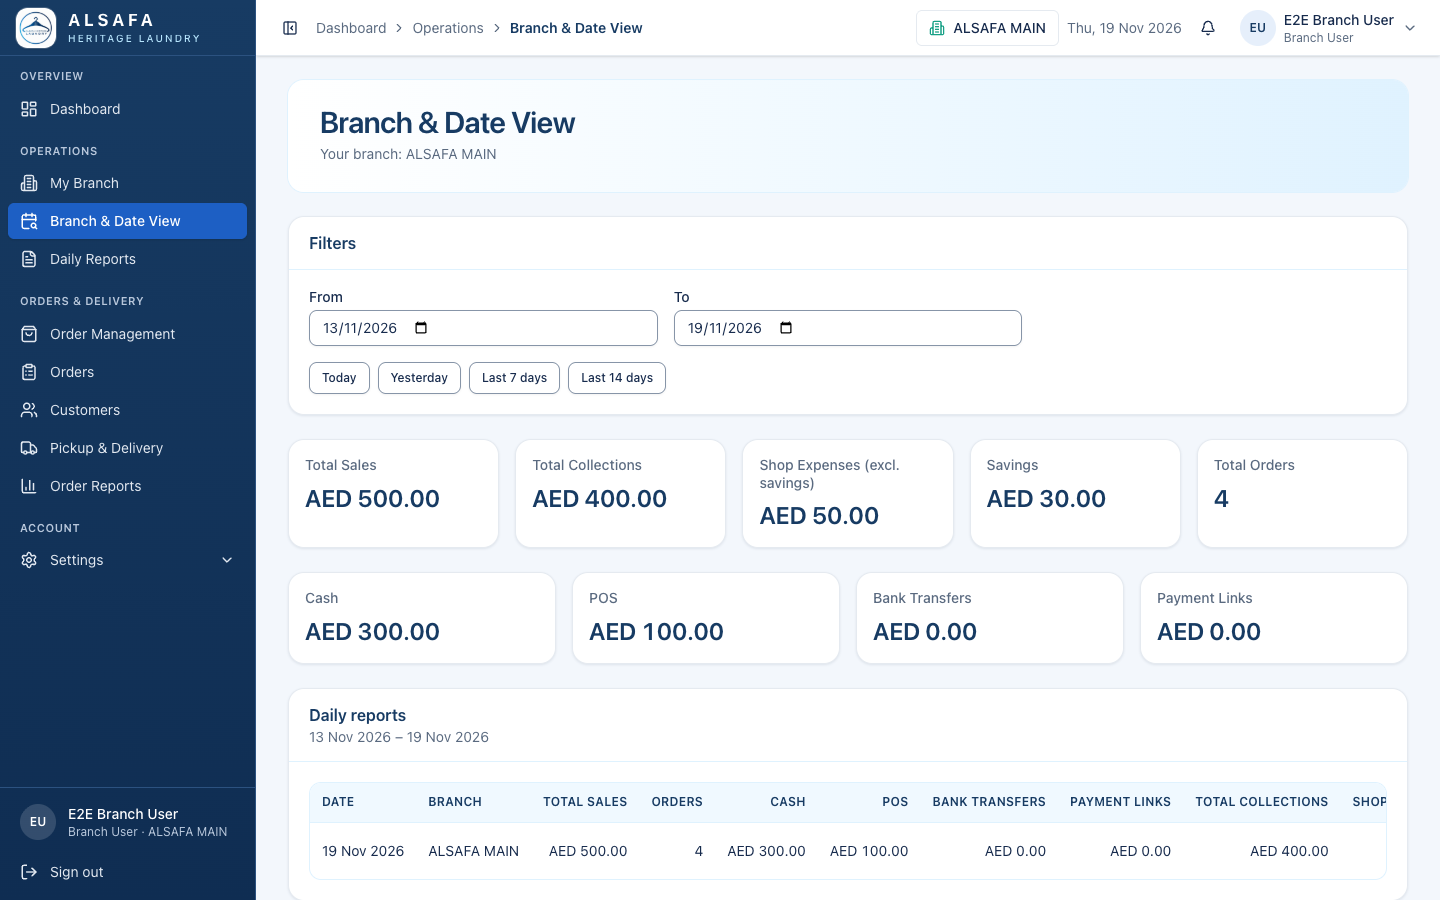 ALSAFA
HERITAGE LAUNDRY
Dashboard
Operations
Branch & Date View
ALSAFA MAIN
Thu, 19 Nov 2026
EU
E2E Branch User
Branch User
OVERVIEW
Dashboard
OPERATIONS
My Branch
Branch & Date View
Daily Reports
ORDERS & DELIVERY
Order Management
Orders
Customers
Pickup & Delivery
Order Reports
ACCOUNT
Settings
EU
E2E Branch User
Branch User · ALSAFA MAIN
Sign out
Branch & Date View
Your branch: ALSAFA MAIN
Filters
From
To
13/11/2026
19/11/2026
Today
Yesterday
Last 7 days
Last 14 days
Total Sales
AED 500.00
Total Collections
AED 400.00
Shop Expenses (excl.
savings)
AED 50.00
Savings
AED 30.00
Total Orders
4
Cash
AED 300.00
POS
AED 100.00
Bank Transfers
AED 0.00
Payment Links
AED 0.00
Daily reports
13 Nov 2026 – 19 Nov 2026
DATE BRANCH TOTAL SALES ORDERS CASH POS BANK TRANSFERS PAYMENT LINKS TOTAL COLLECTIONS SHOP
19 Nov 2026 ALSAFA MAIN AED 500.00 4 AED 300.00 AED 100.00 AED 0.00 AED 0.00 AED 400.00